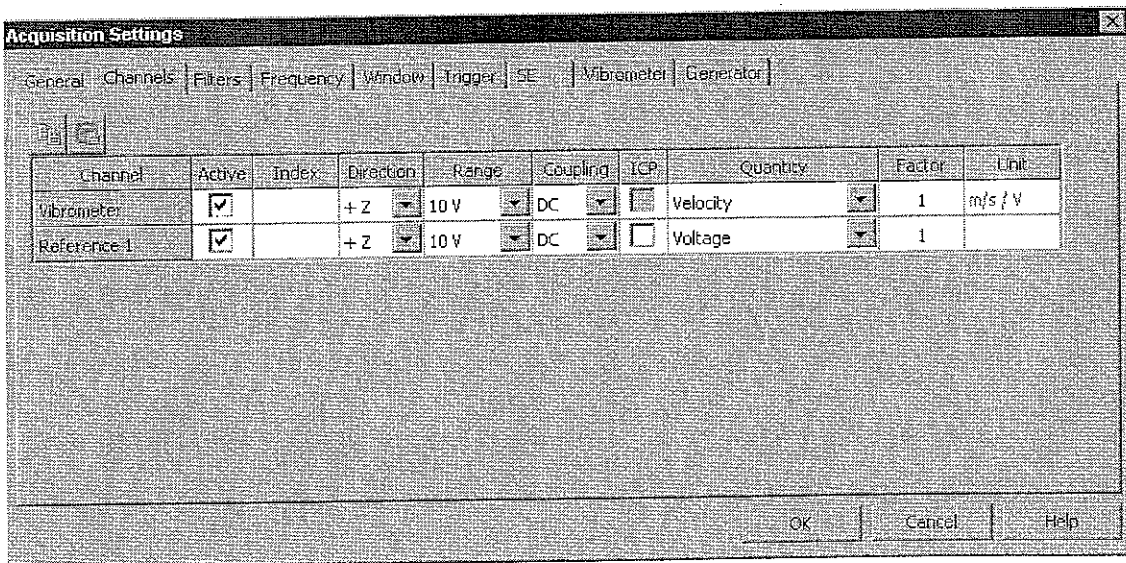 Acquisition Settings
General Channels Filters Frequency Window Trigger SE Vibrometer Generator
Channel Active Index Direction Range Coupling ICP Quantity Factor Unit
Vibrometer +Z 10 V DC Velocity 1 m/s / V
Reference 1 +Z 10 V DC Voltage 1
OK Cancel Help